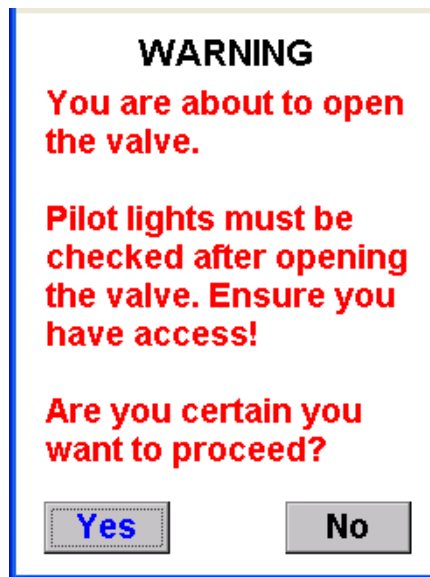 WARNING
You are about to open
the valve.
Pilot lights must be
checked after opening
the valve. Ensure you
have access!
Are you certain you
want to proceed?
Yes No